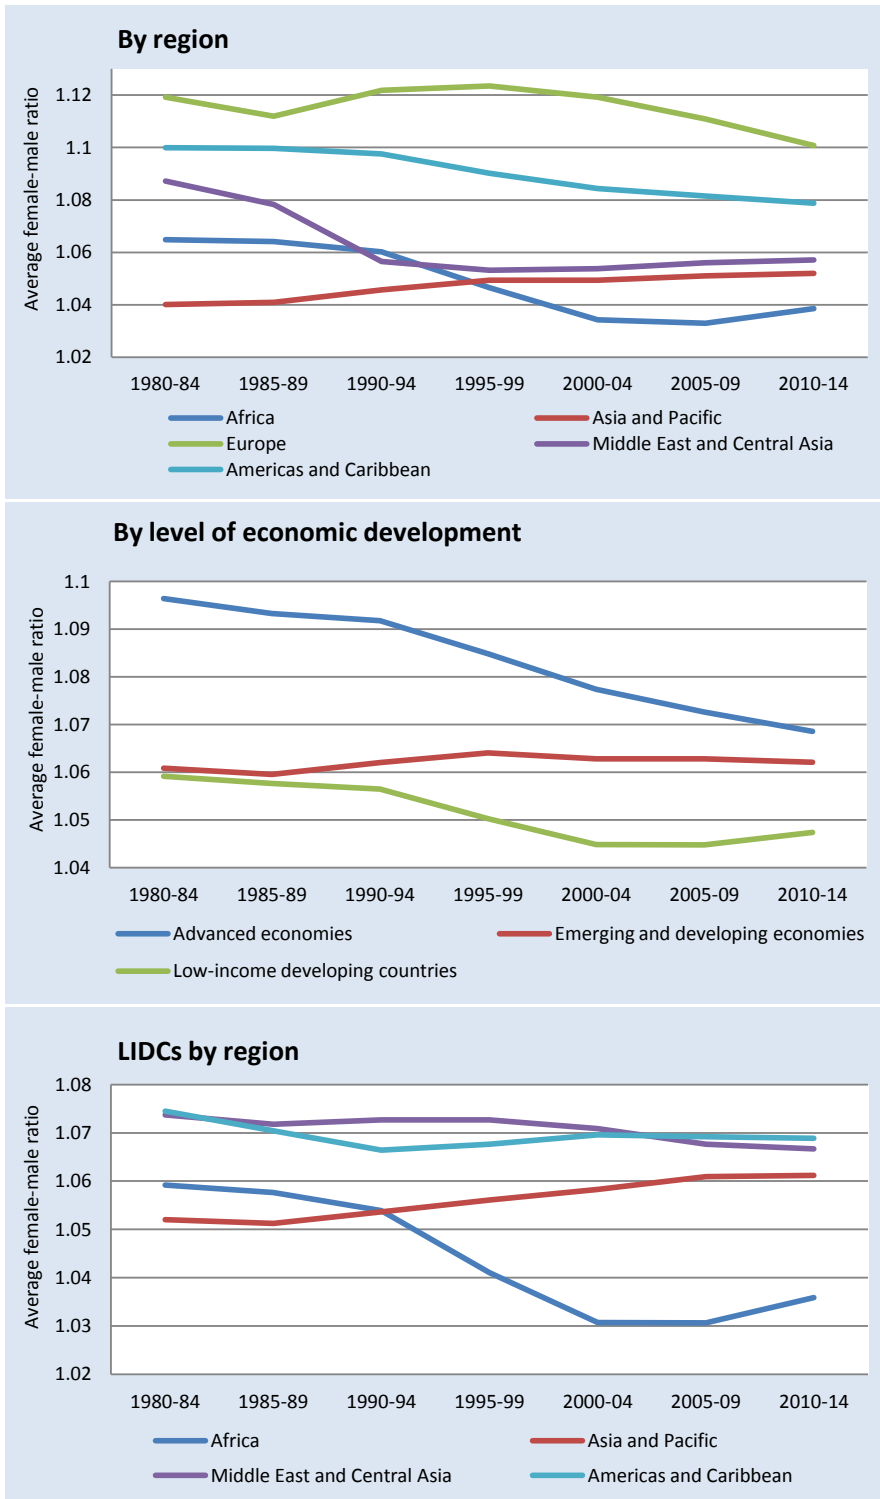 By region
Average female-male ratio
1.12
1.1
1.08
1.06
1.04
1.02
1980-84 1985-89 1990-94 1995-99 2000-04 2005-09 2010-14
Africa Asia and Pacific
Europe Middle East and Central Asia
Americas and Caribbean
By level of economic development
Average female-male ratio
1.1
1.09
1.08
1.07
1.06
1.05
1.04
1980-84 1985-89 1990-94 1995-99 2000-04 2005-09 2010-14
Advanced economies Emerging and developing economies
Low-income developing countries
LIDCs by region
Average female-male ratio
1.08
1.07
1.06
1.05
1.04
1.03
1.02
1980-84 1985-89 1990-94 1995-99 2000-04 2005-09 2010-14
Africa Asia and Pacific
Middle East and Central Asia Americas and Caribbean